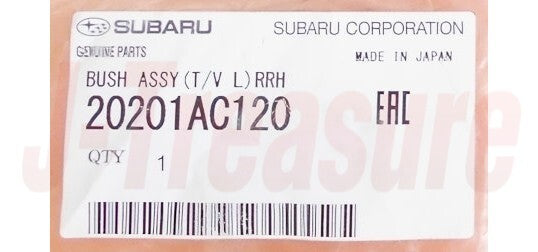 SUBARU SUBARU CORPORATION
GENUINE PARTS MADE IN JAPAN
BUSH ASSY(T/V L)RRH
20201AC120 EAC
QTY 1
J-Treasure